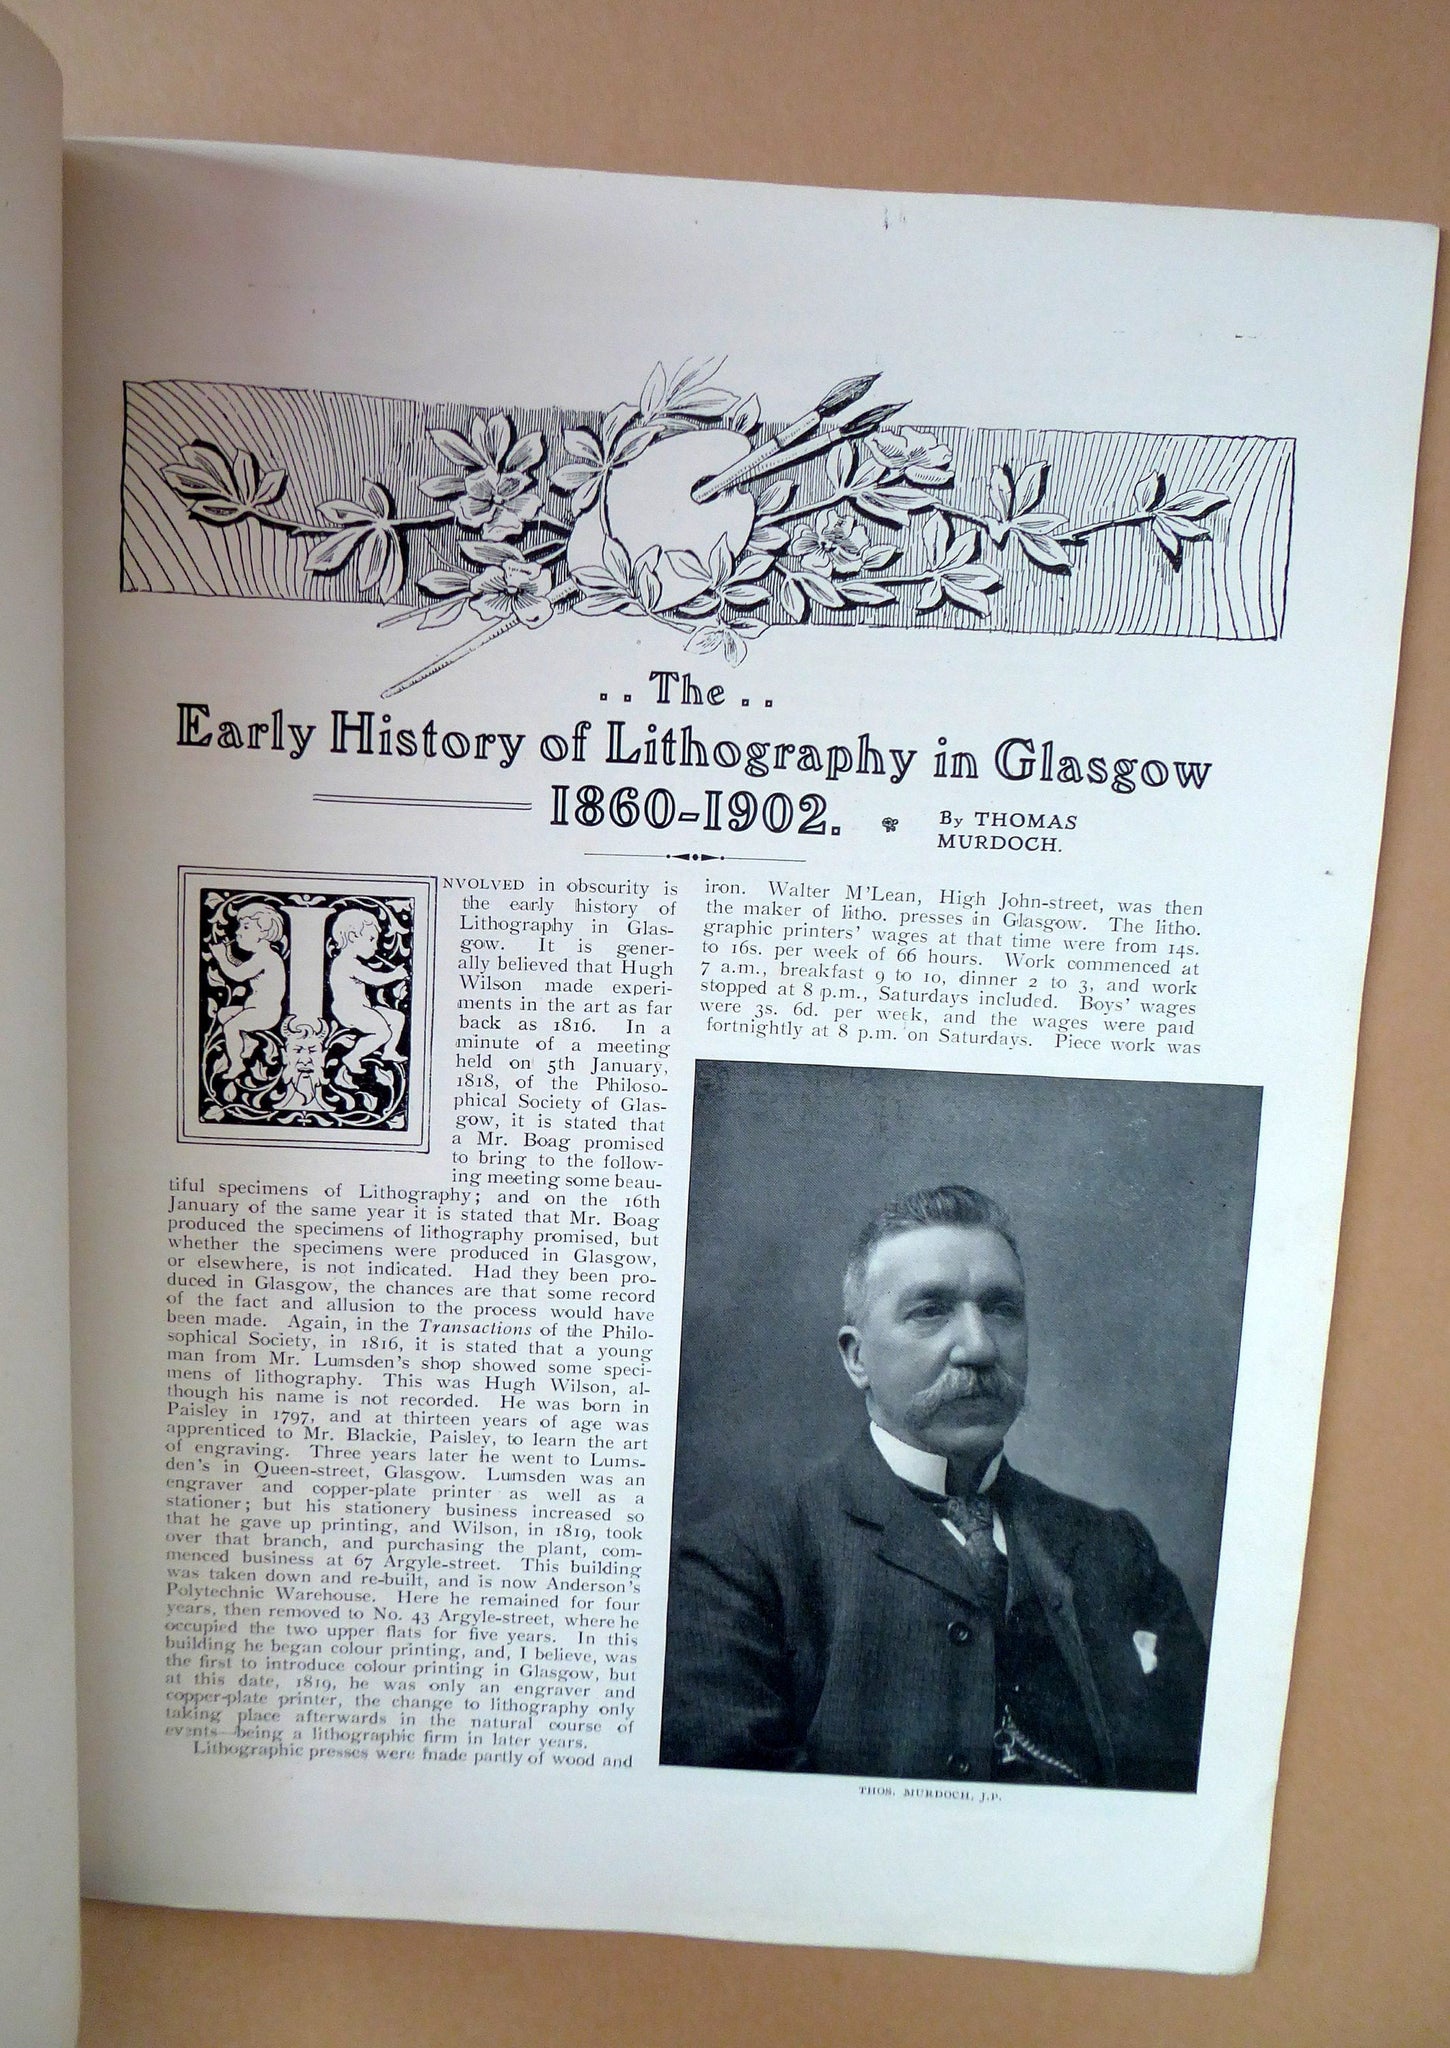 . . The . .
Early History of Lithography in Glasgow
1860-1902.
By THOMAS
MURDOCH.
INVOLVED in obscurity is
the early history of
Lithography in Glas-
gow. It is gener-
ally believed that Hugh
Wilson made experi-
ments in the art as far
back as 1816. In a
minute of a meeting
held on 5th January,
1818, of the Philoso-
phical Society of Glas-
gow, it is stated that
a Mr. Boag promised
to bring to the follow-
ing meeting some beau-
tiful specimens of Lithography; and on the 16th
January of the same year it is stated that Mr. Boag
produced the specimens of lithography promised, but
whether the specimens were produced in Glasgow,
or elsewhere, is not indicated. Had they been pro-
duced in Glasgow, the chances are that some record
of the fact and allusion to the process would have
been made. Again, in the Transactions of the Philo-
sophical Society, in 1816, it is stated that a young
man from Mr. Lumsden's shop showed some speci-
mens of lithography. This was Hugh Wilson, al-
though his name is not recorded. He was born in
Paisley in 1797, and at thirteen years of age was
apprenticed to Mr. Blackie, Paisley, to learn the art
of engraving. Three years later he went to Lums-
den's in Queen-street, Glasgow. Lumsden was an
engraver and copper-plate printer as well as a
stationer; but his stationery business increased so
that he gave up printing, and Wilson, in 1819, took
over that branch, and purchasing the plant, com-
menced business at 67 Argyle-street. This building
was taken down and re-built, and is now Anderson's
Polytechnic Warehouse. Here he remained for four
years, then removed to No. 43 Argyle-street, where he
occupied the two upper flats for five years. In this
building he began colour printing, and, I believe, was
the first to introduce colour printing in Glasgow, but
at this date, 1819, he was only an engraver and
copper-plate printer, the change to lithography only
taking place afterwards in the natural course of
events—being a lithographic firm in later years.
Lithographic presses were made partly of wood and
iron. Walter M'Lean, High John-street, was then
the maker of litho. presses in Glasgow. The litho.
graphic printers' wages at that time were from 14s.
to 16s. per week of 66 hours. Work commenced at
7 a.m., breakfast 9 to 10, dinner 2 to 3, and work
stopped at 8 p.m., Saturdays included. Boys' wages
were 3s. 6d. per week, and the wages were paid
fortnightly at 8 p.m. on Saturdays. Piece work was
THOS. MURDOCH, J.P.